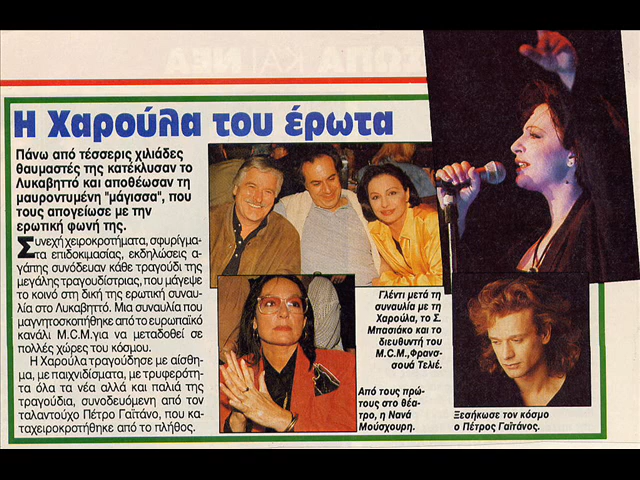 Η Χαρούλα του έρωτα
Πάνω από τέσσερις χιλιάδες
θαυμαστές της κατέκλυσαν το
Λυκαβηττό και αποθέωσαν τη
μαυροντυμένη "μάγισσα", που
τους απογείωσε με την
ερωτική φωνή της.
Συνεχή χειροκροτήματα, σφυρίγμα-
τα επιδοκιμασίας, εκδηλώσεις α-
γάπης συνόδευαν κάθε τραγούδι της
μεγάλης τραγουδίστριας, που μάγεψε
το κοινό στη δική της ερωτική συναυ-
λία στο Λυκαβηττό. Μια συναυλία που
μαγνητοσκοπήθηκε από το ευρωπαϊκό
κανάλι M.C.M. για να μεταδοθεί σε
πολλές χώρες του κόσμου.
Η Χαρούλα τραγούδησε με αίσθη-
μα, με παιχνιδίσματα, με τρυφερότη-
τα όλα τα νέα αλλά και παλιά της
τραγούδια, συνοδευόμενη από τον
ταλαντούχο Πέτρο Γαϊτάνο, που κα-
ταχειροκροτήθηκε από το πλήθος.
Γλέντι μετά τη
συναυλία με τη
Χαρούλα, το Σ.
Μπασιάκο και το
διευθυντή του
M.C.M., Φρανσ-
σουά Τελιέ.
Από τους πρώ-
τους στο θέα-
τρο, η Νανά
Μούσχουρη.
Ξεσήκωσε τον κόσμο
ο Πέτρος Γαϊτάνος.